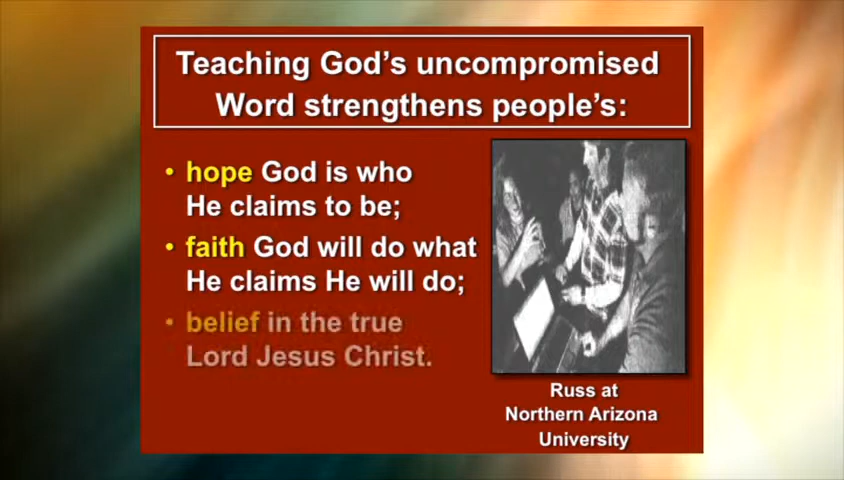 Teaching God's uncompromised
Word strengthens people's:
• hope God is who
He claims to be;
• faith God will do what
He claims He will do;
• belief in the true
Lord Jesus Christ.
Russ at
Northern Arizona
University